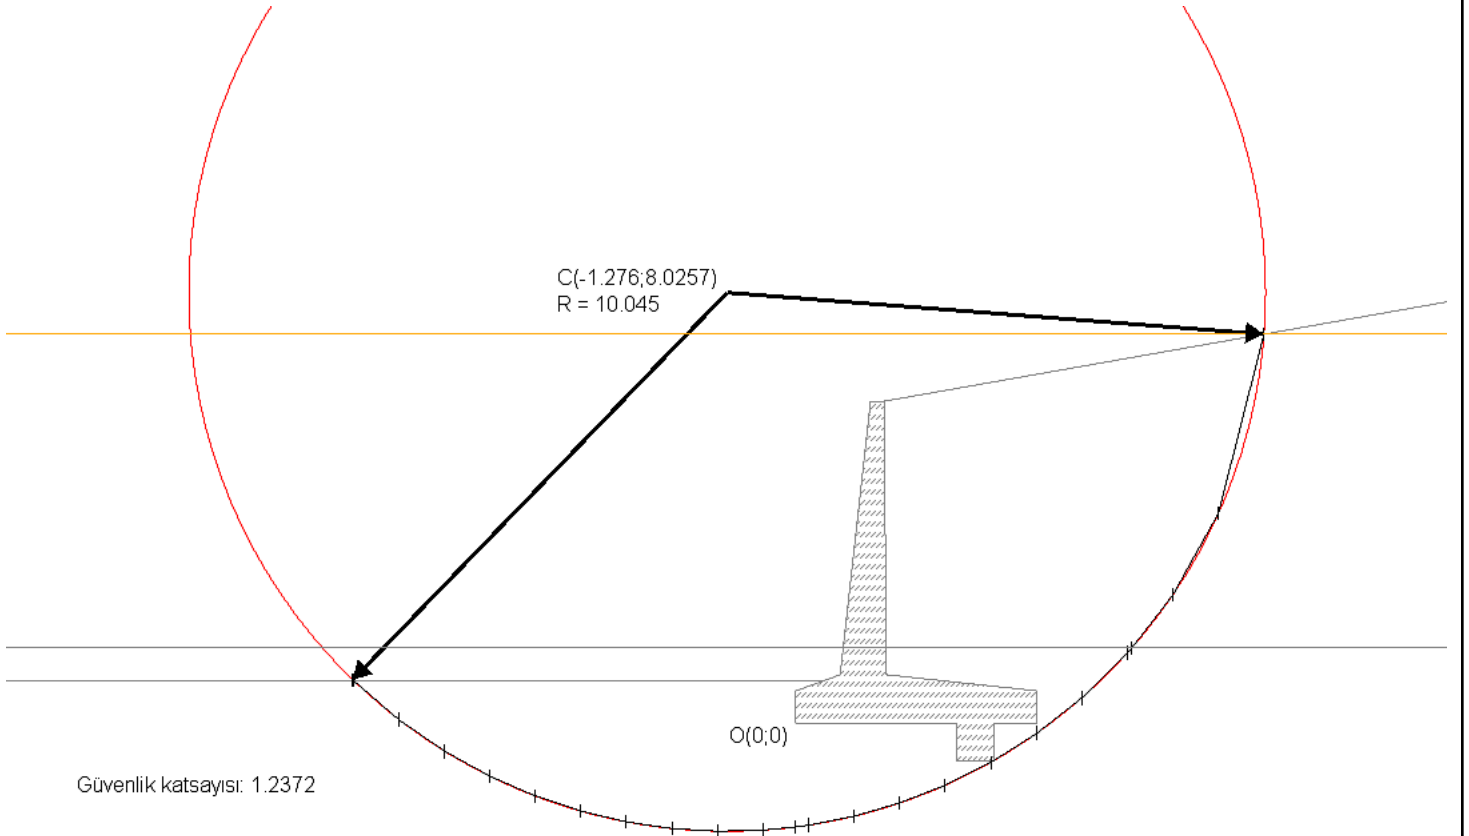 C(-1.276;8.0257)
R = 10.045
O(0;0)
Güvenlik katsayısı: 1.2372